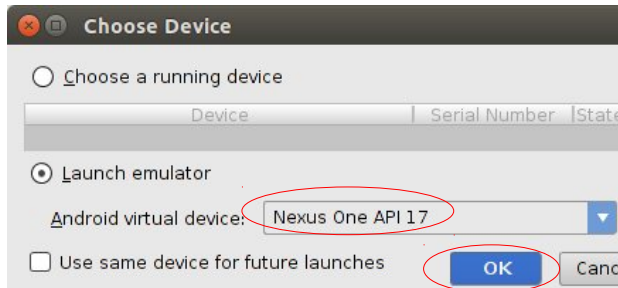 Choose Device
Choose a running device
Device Serial Number State
Launch emulator
Android virtual device: Nexus One API 17
Use same device for future launches
OK Canc